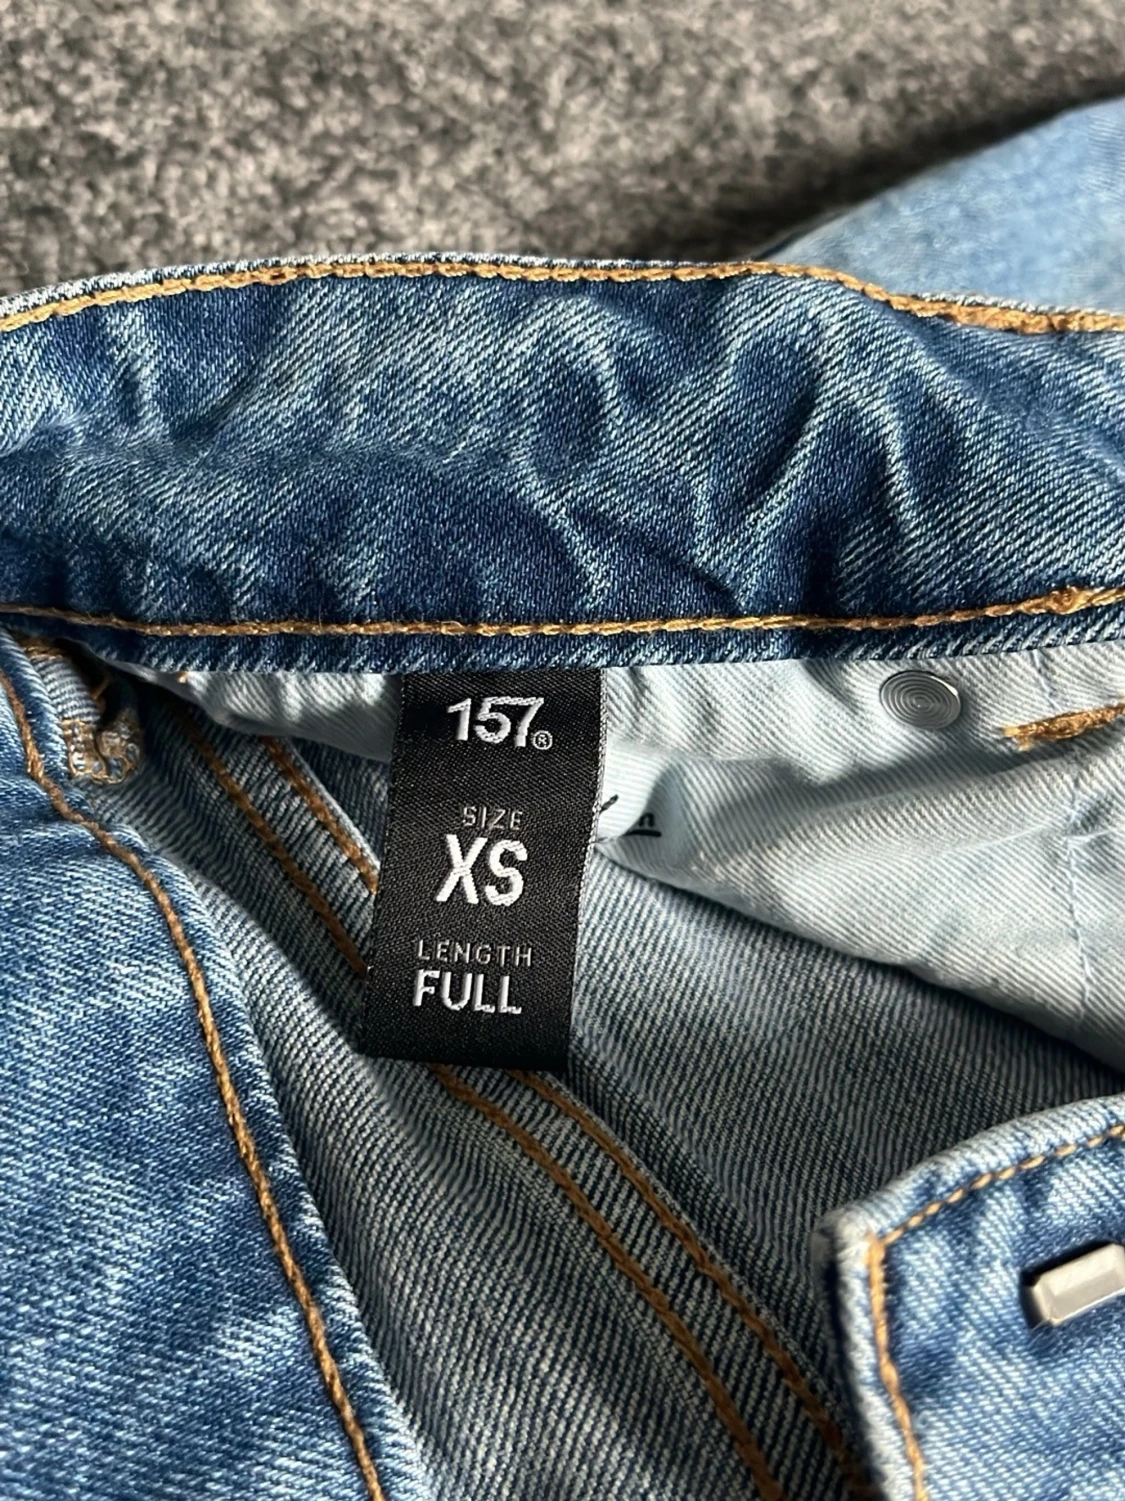 157®
SIZE
XS
LENGTH
FULL